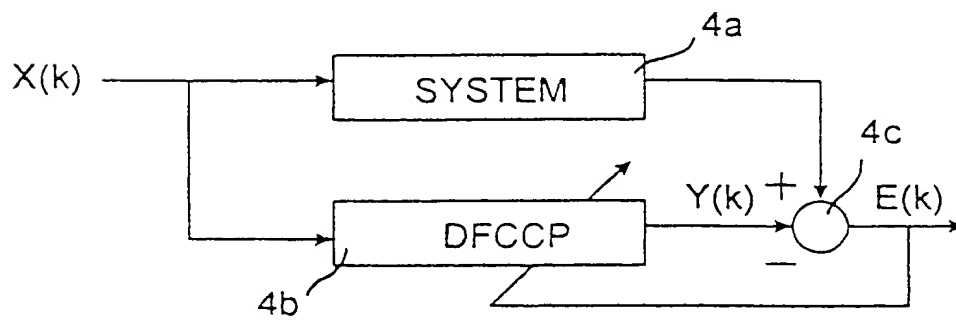 4a
X(k)
SYSTEM
4c
+
Y(k)
E(k)
DFCCP
−
4b